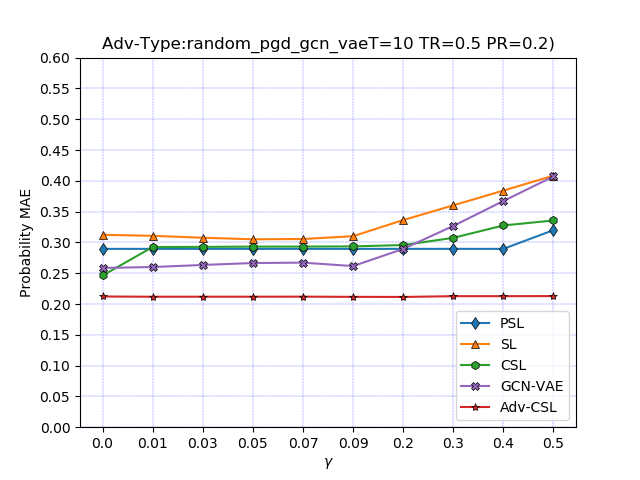 Adv-Type:random_pgd_gcn_vaeT=10 TR=0.5 PR=0.2)
0.60
0.55
0.50
0.45
0.40
0.35
0.30
0.25
0.20
0.15
0.10
0.05
0.00
Probability MAE
PSL
SL
CSL
GCN-VAE
Adv-CSL
0.0 0.01 0.03 0.05 0.07 0.09 0.2 0.3 0.4 0.5
γ